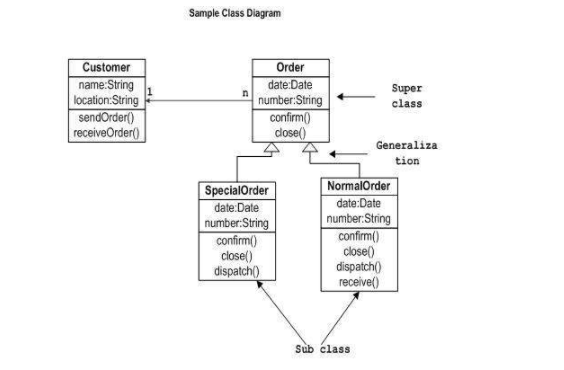 Sample Class Diagram
Customer
name:String
location:String
sendOrder()
receiveOrder()
1
n
Order
date:Date
number:String
confirm()
close()
Super
class
Generaliza
tion
SpecialOrder
date:Date
number:String
confirm()
close()
dispatch()
NormalOrder
date:Date
number:String
confirm()
close()
dispatch()
receive()
Sub class